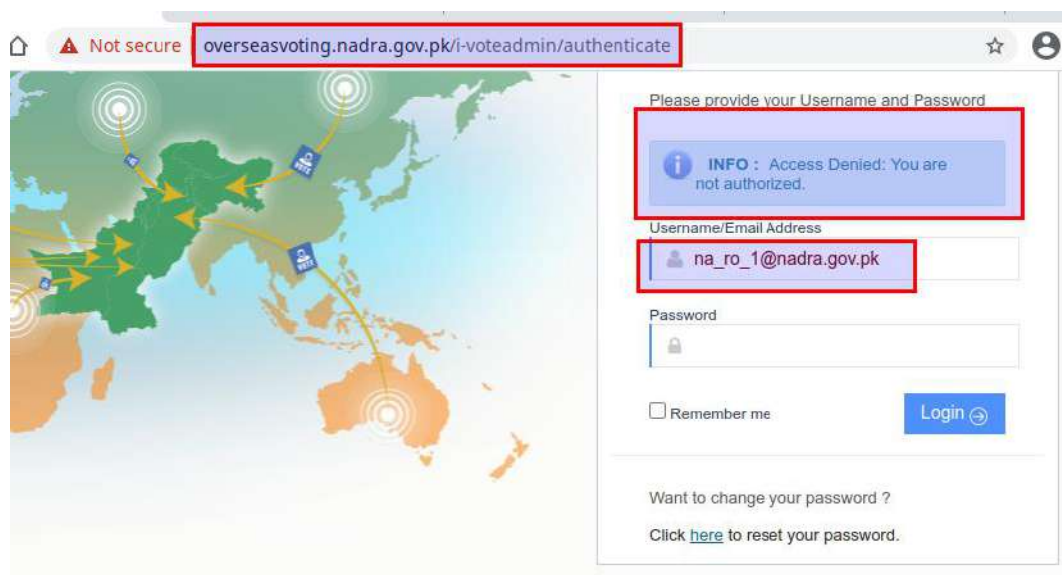 Not secure overseasvoting.nadra.gov.pk/i-voteadmin/authenticate
Please provide your Username and Password
INFO : Access Denied: You are
not authorized.
Username/Email Address
na_ro_1@nadra.gov.pk
Password
Remember me
Login
Want to change your password ?
Click here to reset your password.
VOTE
VOTE